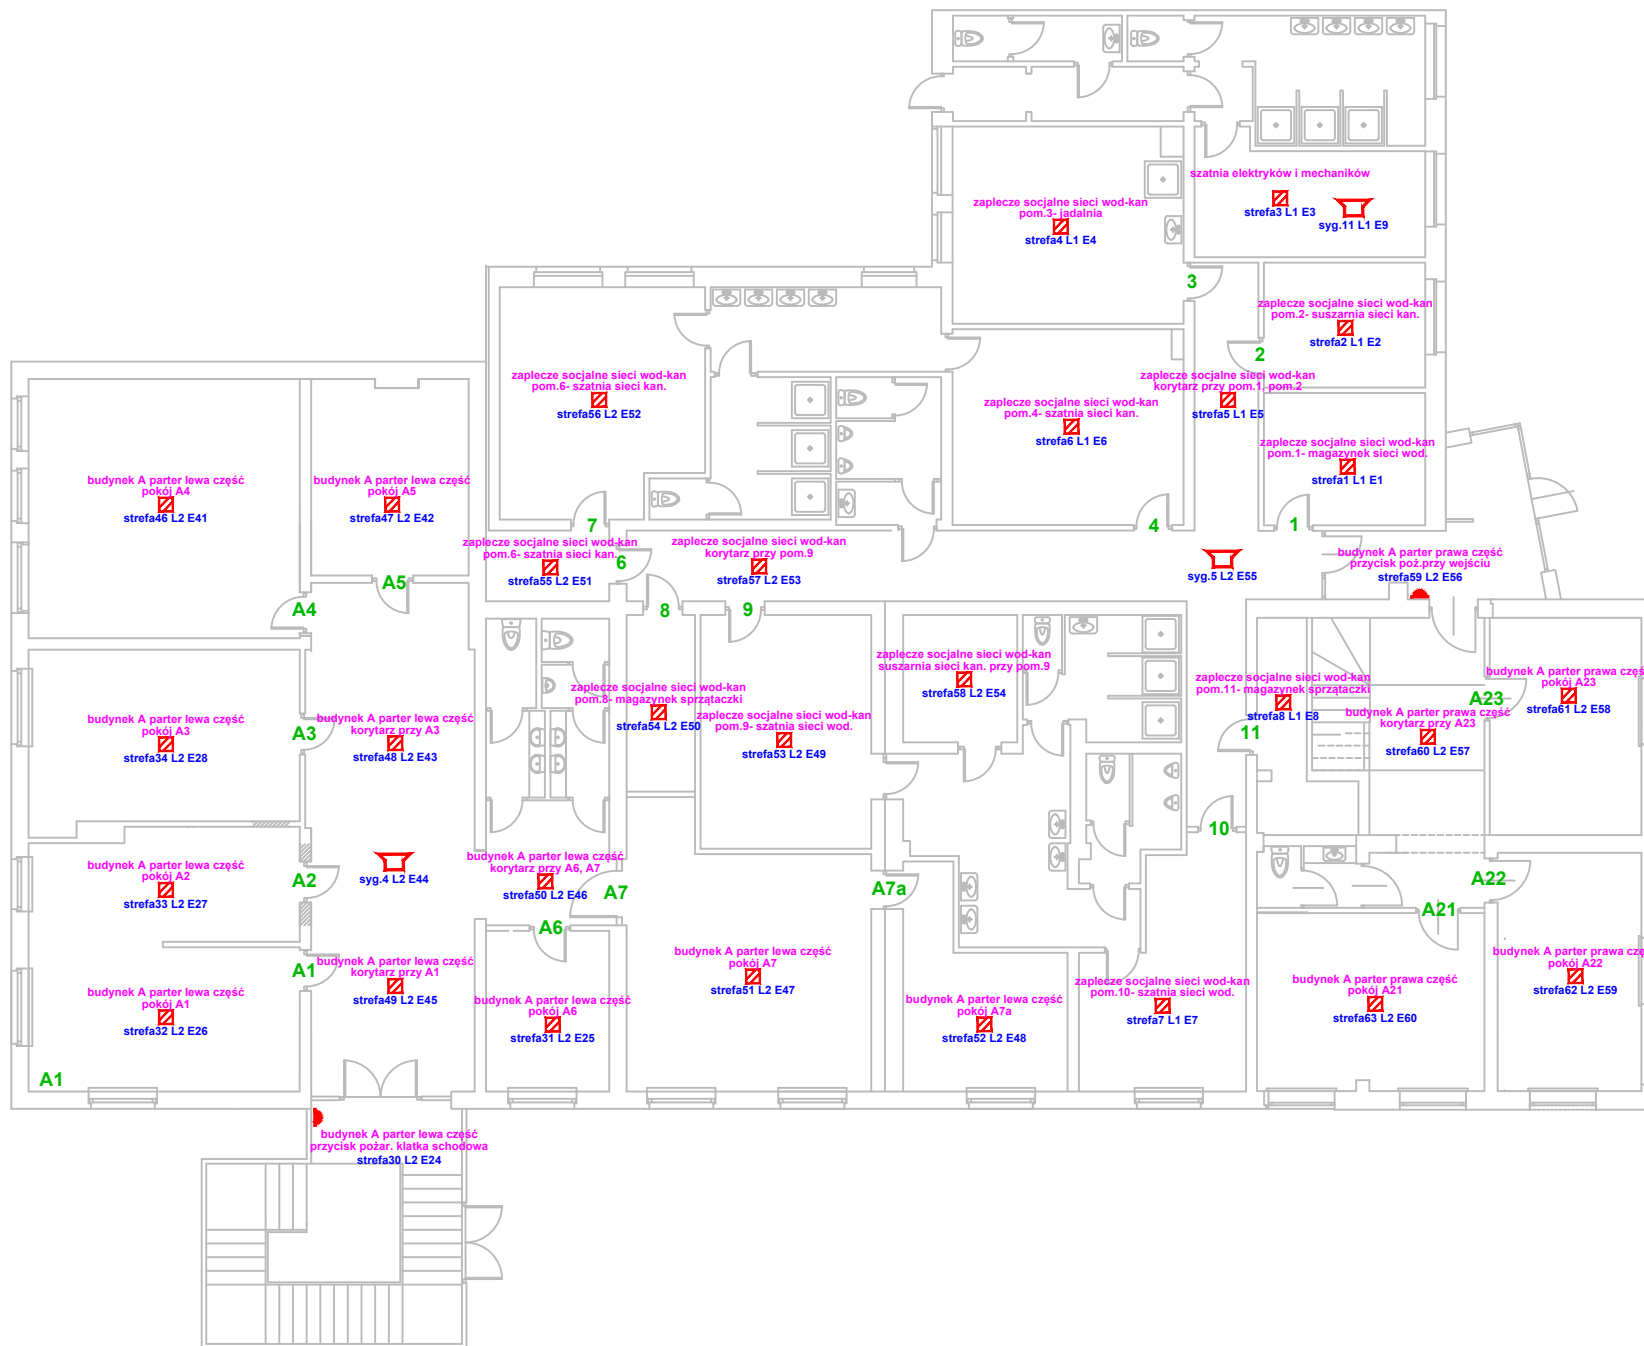 szatnia elektryków i mechaników
strefa3 L1 E3
syg.11 L1 E9
zaplecze socjalne sieci wod-kan
pom.3- jadalnia
strefa4 L1 E4
3
zaplecze socjalne sieci wod-kan
pom.2- suszarnia sieci kan.
strefa2 L1 E2
2
zaplecze socjalne sieci wod-kan
korytarz przy pom.1, pom.2
strefa5 L1 E5
zaplecze socjalne sieci wod-kan
pom.6- szatnia sieci kan.
strefa56 L2 E52
zaplecze socjalne sieci wod-kan
pom.4- szatnia sieci kan.
strefa6 L1 E6
zaplecze socjalne sieci wod-kan
pom.1- magazynek sieci wod.
strefa1 L1 E1
budynek A parter lewa część
pokój A4
strefa46 L2 E41
budynek A parter lewa część
pokój A5
strefa47 L2 E42
7
4
1
zaplecze socjalne sieci wod-kan
pom.6- szatnia sieci kan.
strefa55 L2 E51
6
zaplecze socjalne sieci wod-kan
korytarz przy pom.9
strefa57 L2 E53
syg.5 L2 E55
budynek A parter prawa część
przycisk poż.przy wejściu
strefa59 L2 E56
A5
A4
8
9
zaplecze socjalne sieci wod-kan
suszarnia sieci kan. przy pom.9
strefa58 L2 E54
zaplecze socjalne sieci wod-kan
pom.11- magazynek sprzątaczki
strefa8 L1 E8
budynek A parter prawa część
pokój A23
strefa61 L2 E58
A23
zaplecze socjalne sieci wod-kan
pom.8- magazynek sprzątaczki
strefa54 L2 E50
zaplecze socjalne sieci wod-kan
pom.9- szatnia sieci wod.
strefa53 L2 E49
budynek A parter prawa część
korytarz przy A23
strefa60 L2 E57
budynek A parter lewa część
pokój A3
strefa34 L2 E28
A3
budynek A parter lewa część
korytarz przy A3
strefa48 L2 E43
11
10
budynek A parter lewa część
pokój A2
strefa33 L2 E27
A2
syg.4 L2 E44
budynek A parter lewa część
korytarz przy A6, A7
strefa50 L2 E46
A7
A7a
A22
A21
A6
budynek A parter lewa część
pokój A1
strefa32 L2 E26
A1
budynek A parter lewa część
korytarz przy A1
strefa49 L2 E45
budynek A parter lewa część
pokój A6
strefa31 L2 E25
budynek A parter lewa część
pokój A7
strefa51 L2 E47
budynek A parter lewa część
pokój A7a
strefa52 L2 E48
zaplecze socjalne sieci wod-kan
pom.10- szatnia sieci wod.
strefa7 L1 E7
budynek A parter prawa część
pokój A21
strefa63 L2 E60
budynek A parter prawa czę
pokój A22
strefa62 L2 E59
A1
budynek A parter lewa część
przycisk pożar. klatka schodowa
strefa30 L2 E24